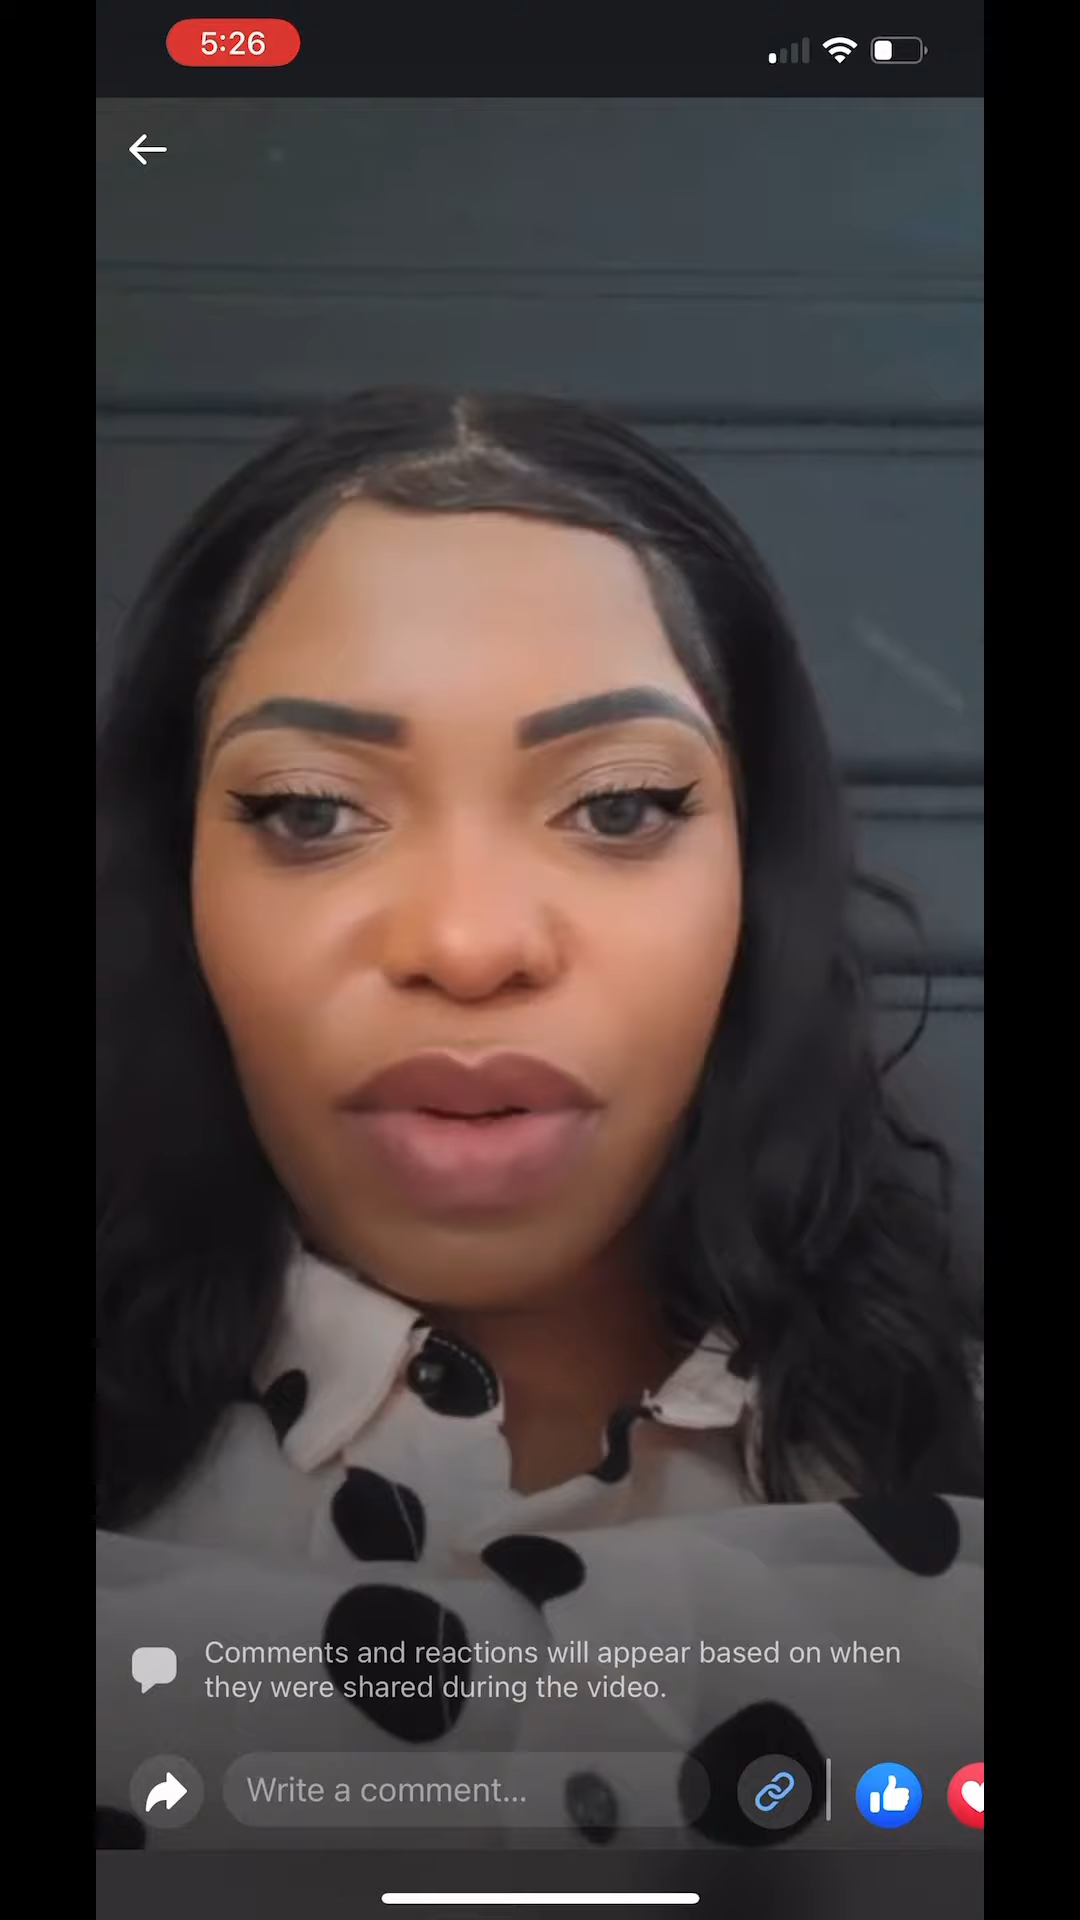 5:26
Comments and reactions will appear based on when
they were shared during the video.
Write a comment...